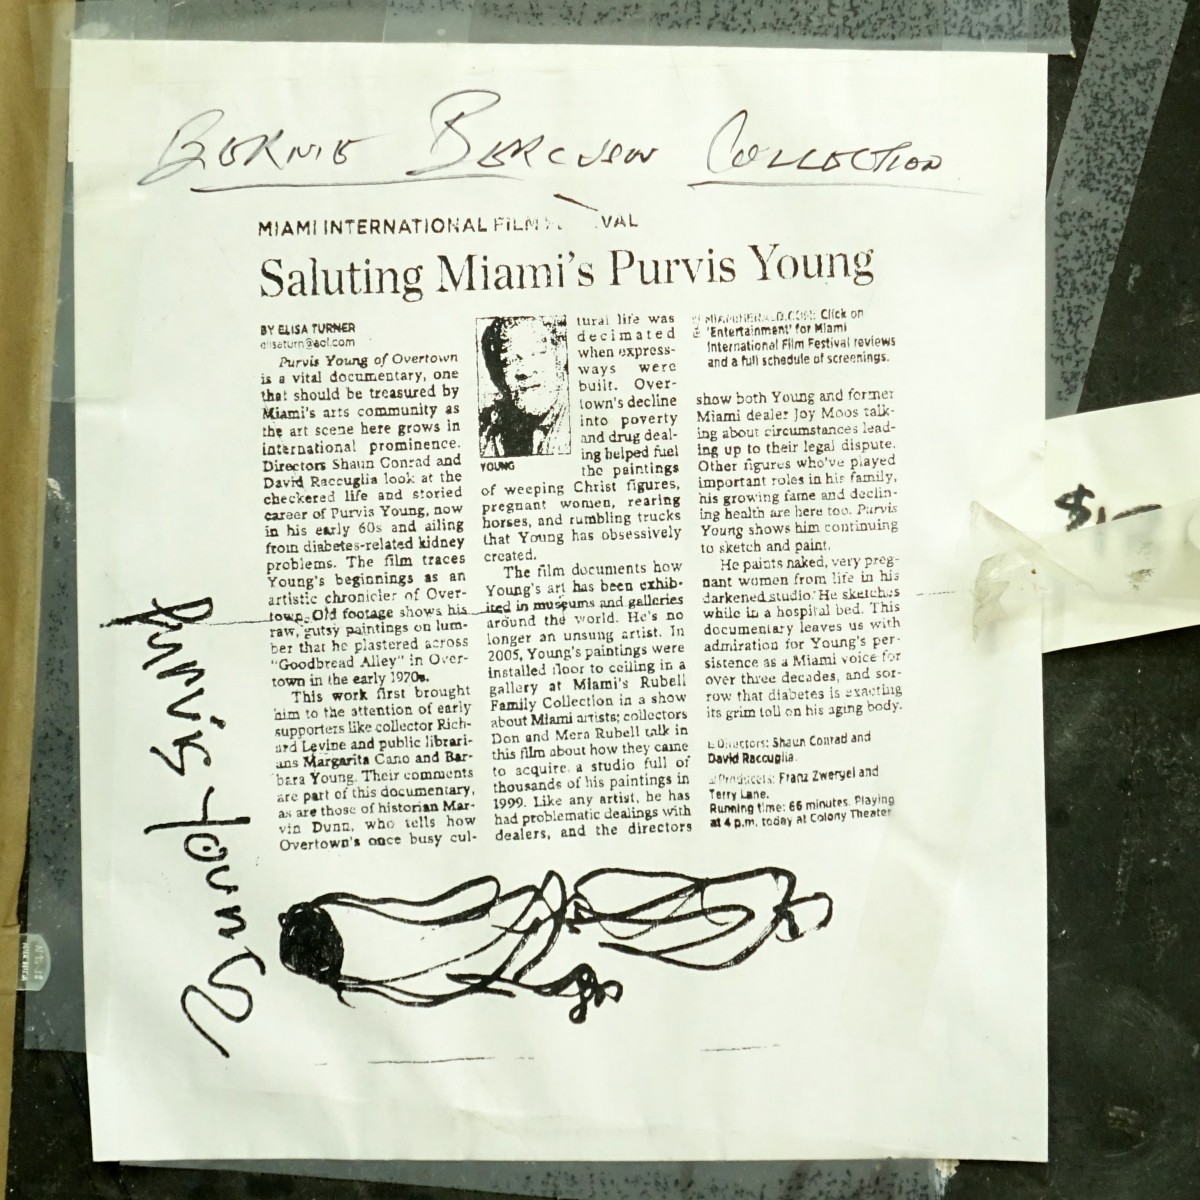 BERNIE BERCUSON COLLECTION
MIAMI INTERNATIONAL FILM VAL
Saluting Miami's Purvis Young
BY ELISA TURNER
elisaturn@aol.com
Purvis Young of Overtown
is a vital documentary, one
that should be treasured by
Miami's arts community as
the art scene here grows in
international prominence.
Directors Shaun Conrad and
David Raccuglia look at the
checkered life and storied
career of Purvis Young, now
in his early 60s and ailing
from diabetes-related kidney
problems. The film traces
Young's beginnings as an
artistic chronicler of Over-
town. Old footage shows his
raw, gutsy paintings on lum-
ber that he plastered across
"Goodbread Alley" in Over-
town in the early 1970s.
This work first brought
him to the attention of early
supporters like collector Rich-
ard Levine and public librari-
ans Margarita Cano and Bar-
bara Young. Their comments
are part of this documentary,
as are those of historian Mar-
vin Dunn, who tells how
Overtown's once busy cul-
YOUNG
tural life was
decimated
when express-
ways were
built. Over-
town's decline
into poverty
and drug deal-
ing helped fuel
the paintings
of weeping Christ figures,
pregnant women, rearing
horses, and rumbling trucks
that Young has obsessively
created.
The film documents how
Young's art has been exhib-
ited in museums and galleries
around the world. He's no
longer an unsung artist. In
2005, Young's paintings were
installed floor to ceiling in a
gallery at Miami's Rubell
Family Collection in a show
about Miami artists; collectors
Don and Mera Rubell talk in
this film about how they came
to acquire a studio full of
thousands of his paintings in
1999. Like any artist, he has
had problematic dealings with
dealers, and the directors
MIAMIHERALD.COM: Click on
'Entertainment' for Miami
International Film Festival reviews
and a full schedule of screenings.
show both Young and former
Miami dealer Joy Moos talk-
ing about circumstances lead-
ing up to their legal dispute.
Other figures who've played
important roles in his family,
his growing fame and declin-
ing health are here too. Purvis
Young shows him continuing
to sketch and paint.
He paints naked, very preg-
nant women from life in his
darkened studio. He sketches
while in a hospital bed. This
documentary leaves us with
admiration for Young's per-
sistence as a Miami voice for
over three decades, and sor-
row that diabetes is exacting
its grim toll on his aging body.
Directors: Shaun Conrad and
David Raccuglia.
Producers: Franz Zwergel and
Terry Lane.
Running time: 66 minutes. Playing
at 4 p.m. today at Colony Theater
Purvis Young